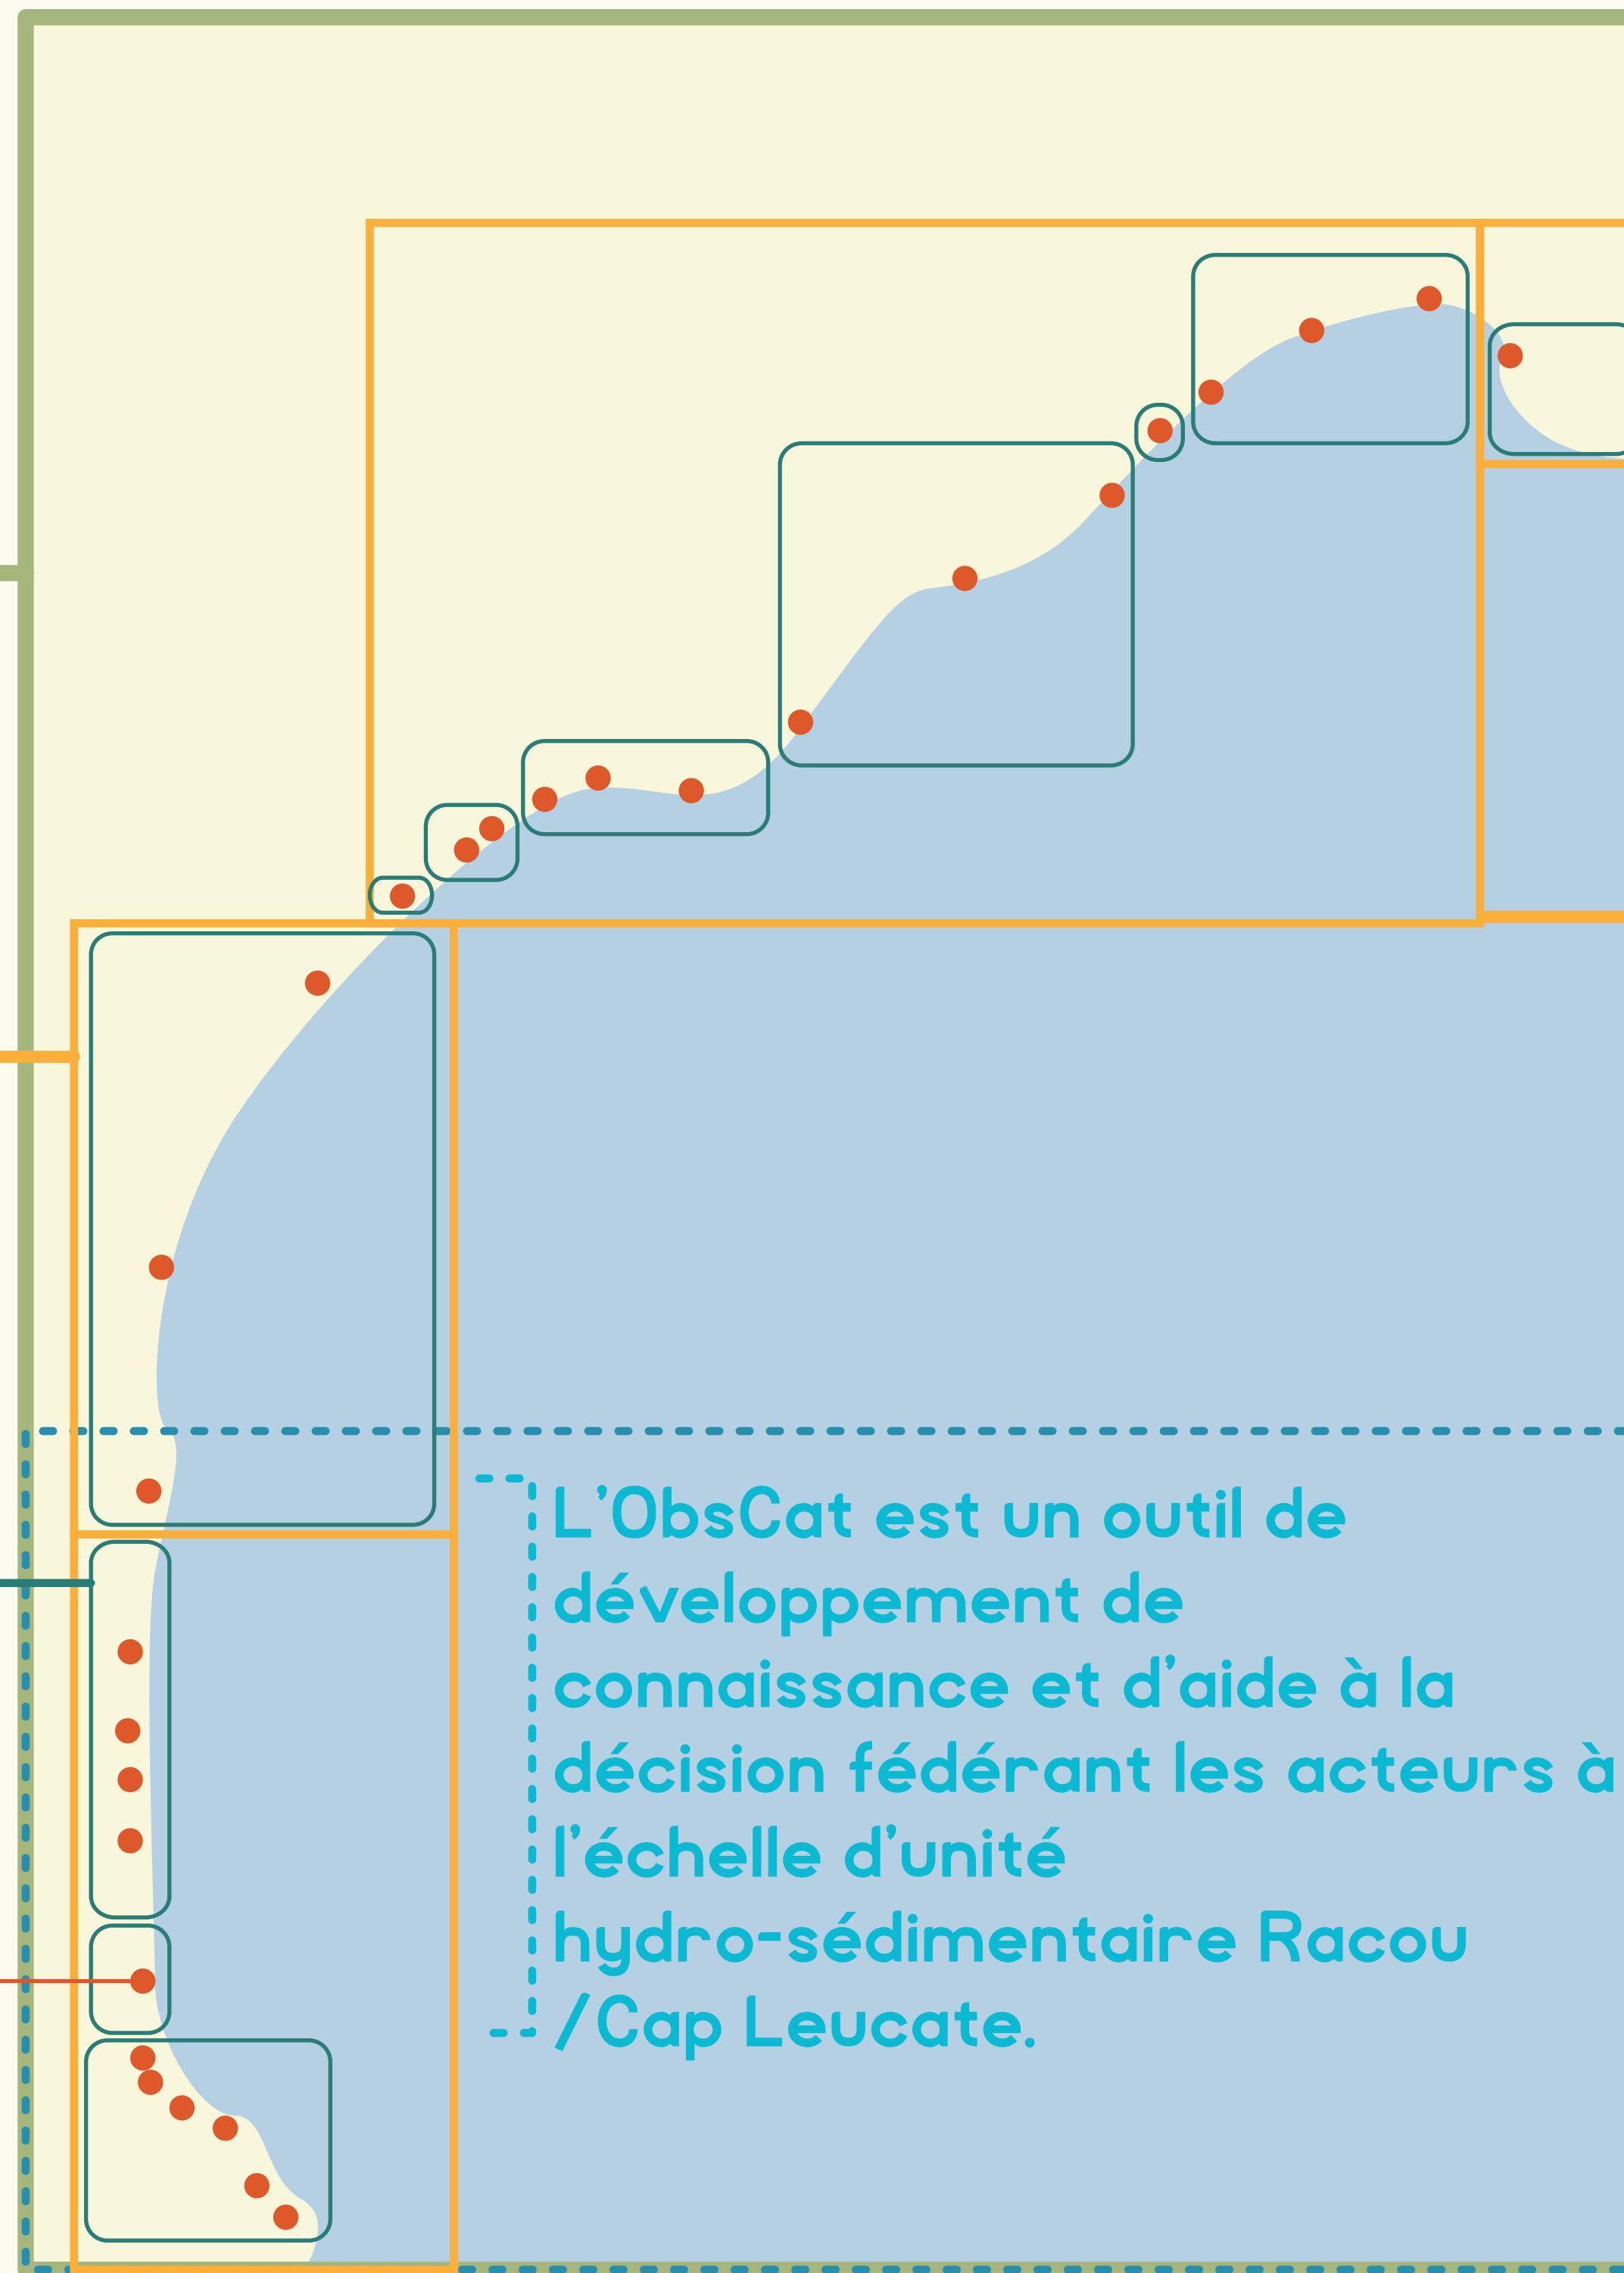 L'ObsCat est un outil de
développement de
connaissance et d'aide à la
décision fédérant les acteurs à
l'échelle d'unité
hydro-sédimentaire Racou
/Cap Leucate.